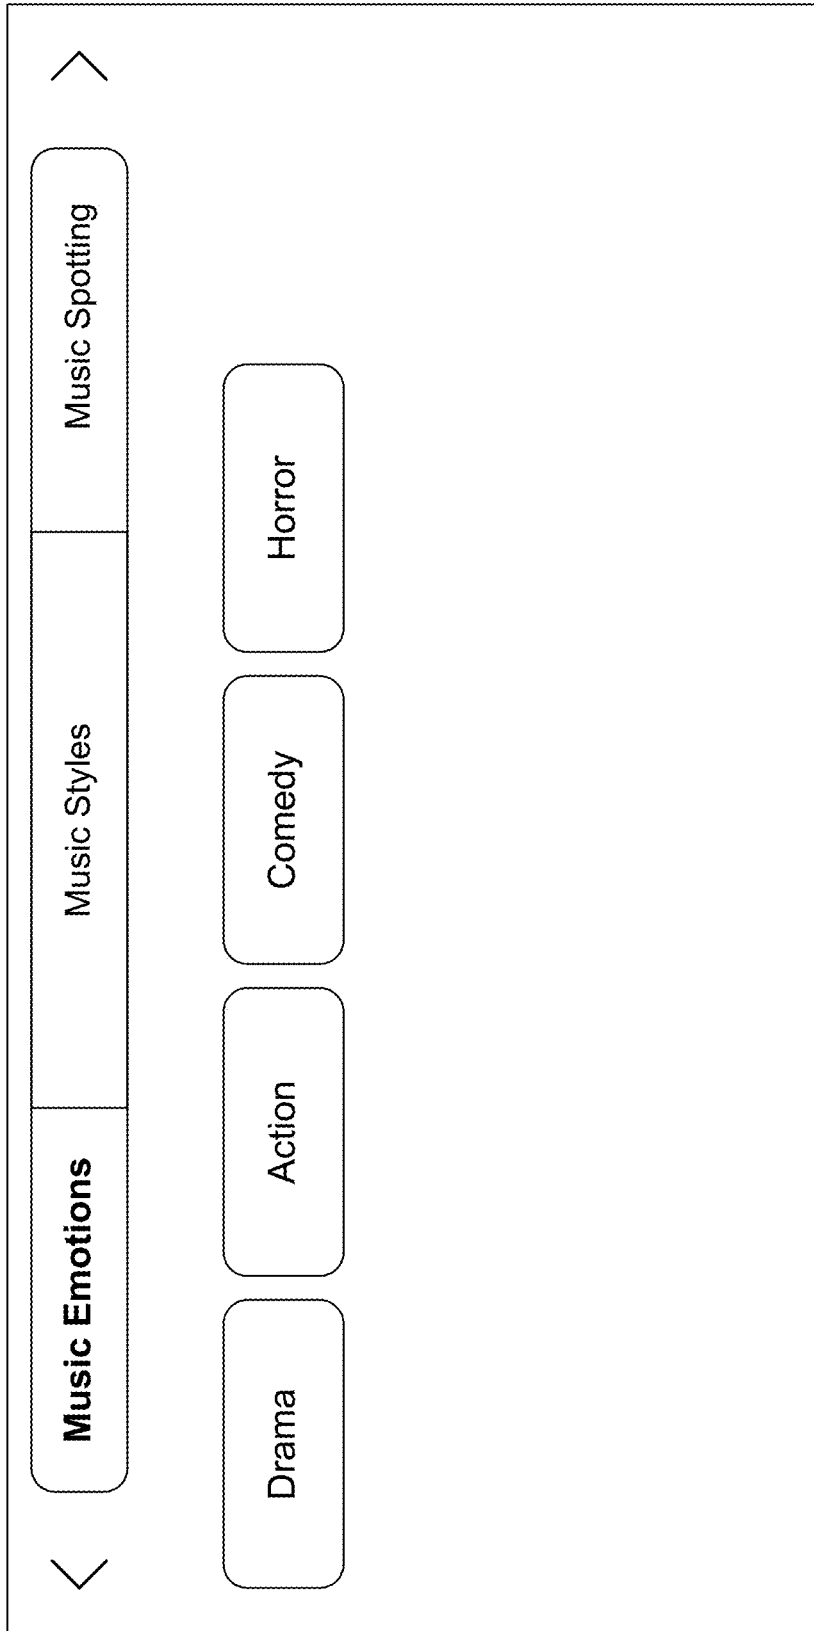 Music Emotions
Music Styles
Music Spotting
Drama
Action
Comedy
Horror